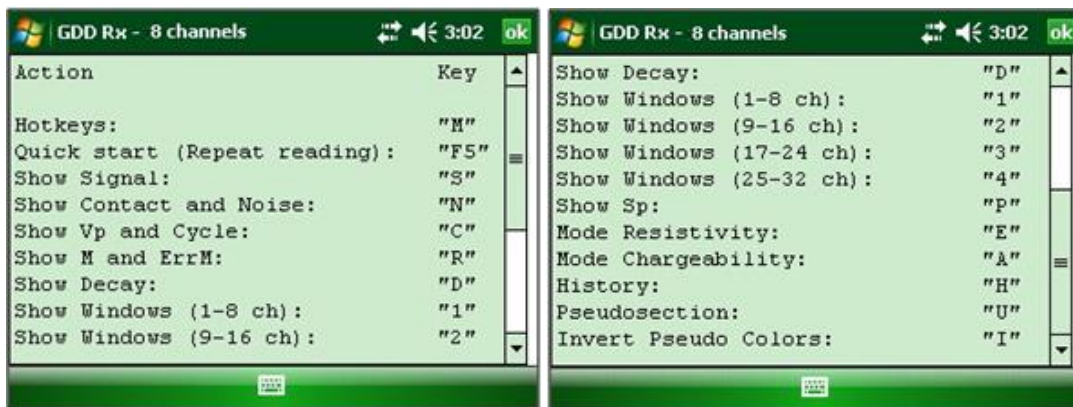 GDD Rx - 8 channels 3:02 ok
Action Key
Hotkeys: "M"
Quick start (Repeat reading): "F5"
Show Signal: "S"
Show Contact and Noise: "N"
Show Vp and Cycle: "C"
Show M and ErrM: "R"
Show Decay: "D"
Show Windows (1-8 ch): "1"
Show Windows (9-16 ch): "2"
GDD Rx - 8 channels 3:02 ok
Show Decay: "D"
Show Windows (1-8 ch): "1"
Show Windows (9-16 ch): "2"
Show Windows (17-24 ch): "3"
Show Windows (25-32 ch): "4"
Show Sp: "P"
Mode Resistivity: "E"
Mode Chargeability: "A"
History: "H"
Pseudosection: "U"
Invert Pseudo Colors: "I"